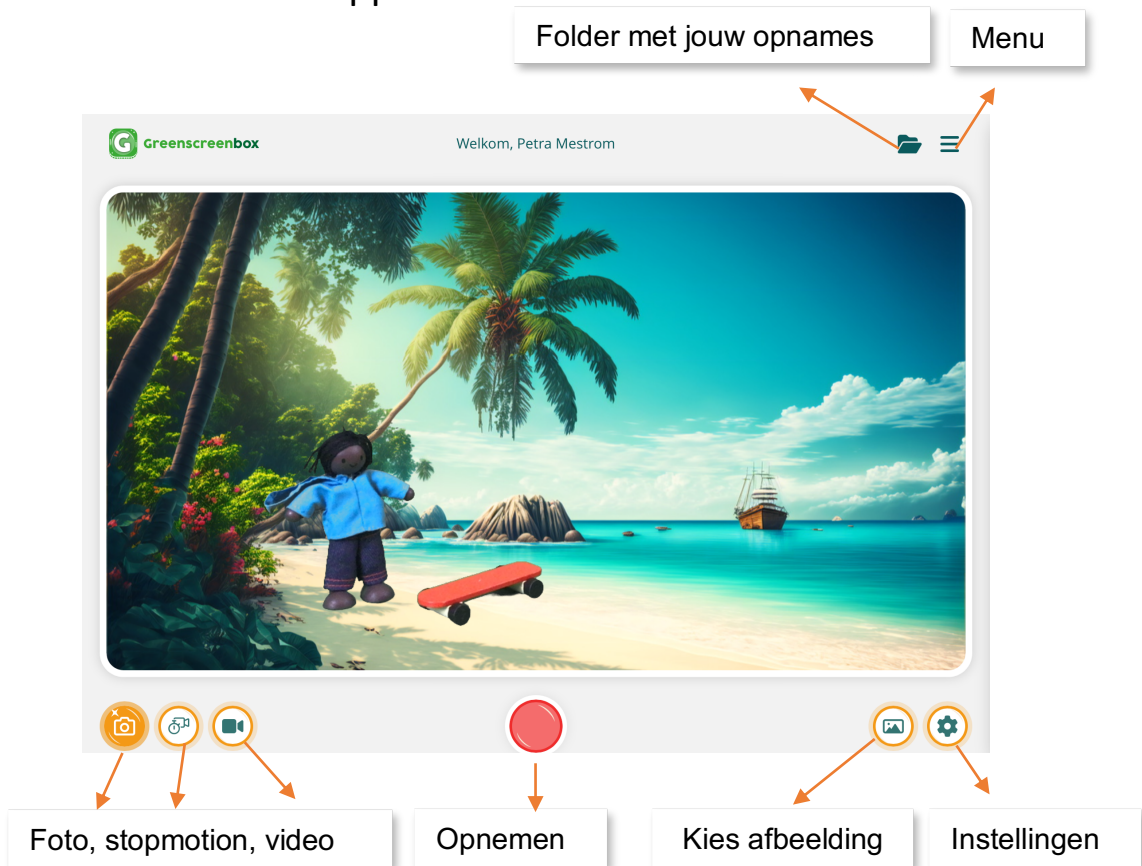 Folder met jouw opnames
Menu
Greenscreenbox
Welkom, Petra Mestrom
Foto, stopmotion, video
Opnemen
Kies afbeelding
Instellingen